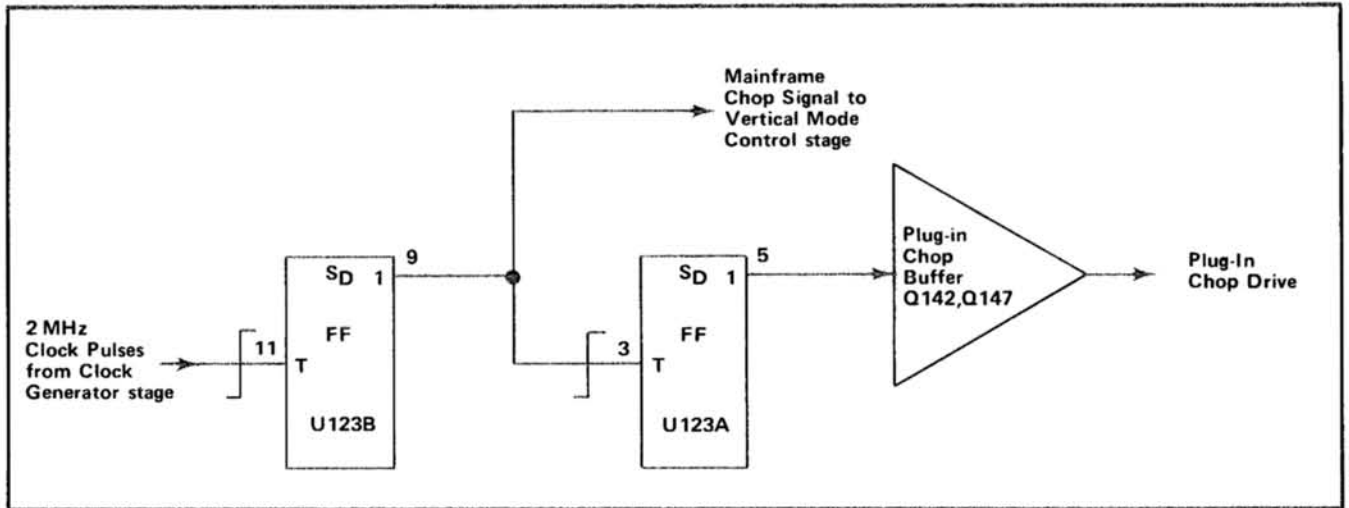 Mainframe
Chop Signal to
Vertical Mode
Control stage
2 MHz
Clock Pulses
from Clock
Generator stage
11
SD 1
T
FF
U123B
9
3
SD 1
T
FF
U123A
5
Plug-in
Chop
Buffer
Q142,Q147
Plug-In
Chop Drive